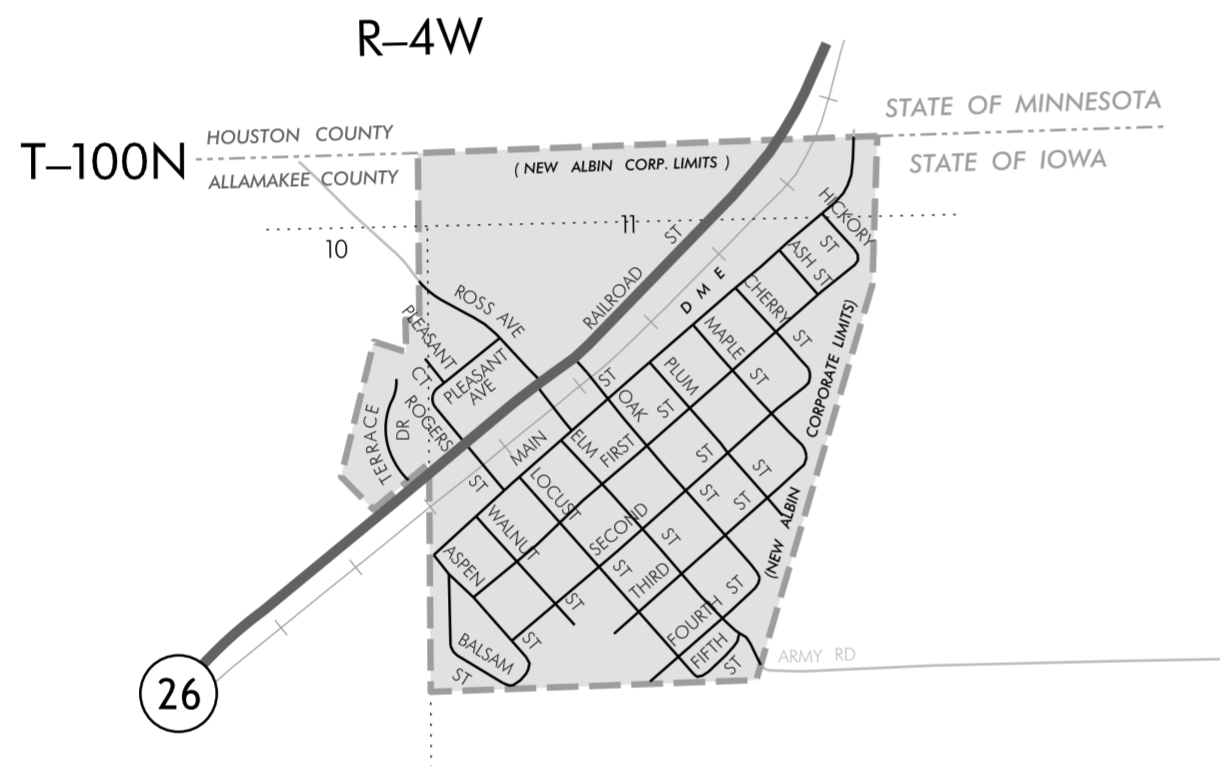 R–4W
T–100N
HOUSTON COUNTY
ALLAMAKEE COUNTY
STATE OF MINNESOTA
STATE OF IOWA
( NEW ALBIN CORP. LIMITS )
10
11
HICKORY
ST
ASH ST
CHERRY
ST
MAPLE
ST
PLUM
ST
OAK
ST
ELM
ST
LOCUST
ST
WALNUT
ST
ASPEN
ST
BALSAM
ST
RAILROAD ST
D M E
ROSS AVE
PLEASANT
CT
PLEASANT
AVE
ROGERS
ST
TERRACE
DR
MAIN
ST
FIRST
ST
SECOND
ST
THIRD
ST
FOURTH ST
FIFTH
ST
(NEW ALBIN
CORPORATE LIMITS)
ARMY RD
26